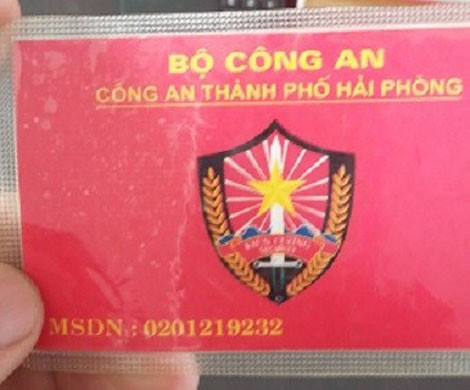 BỘ CÔNG AN
CÔNG AN THÀNH PHỐ HẢI PHÒNG
MSDN : 0201219232